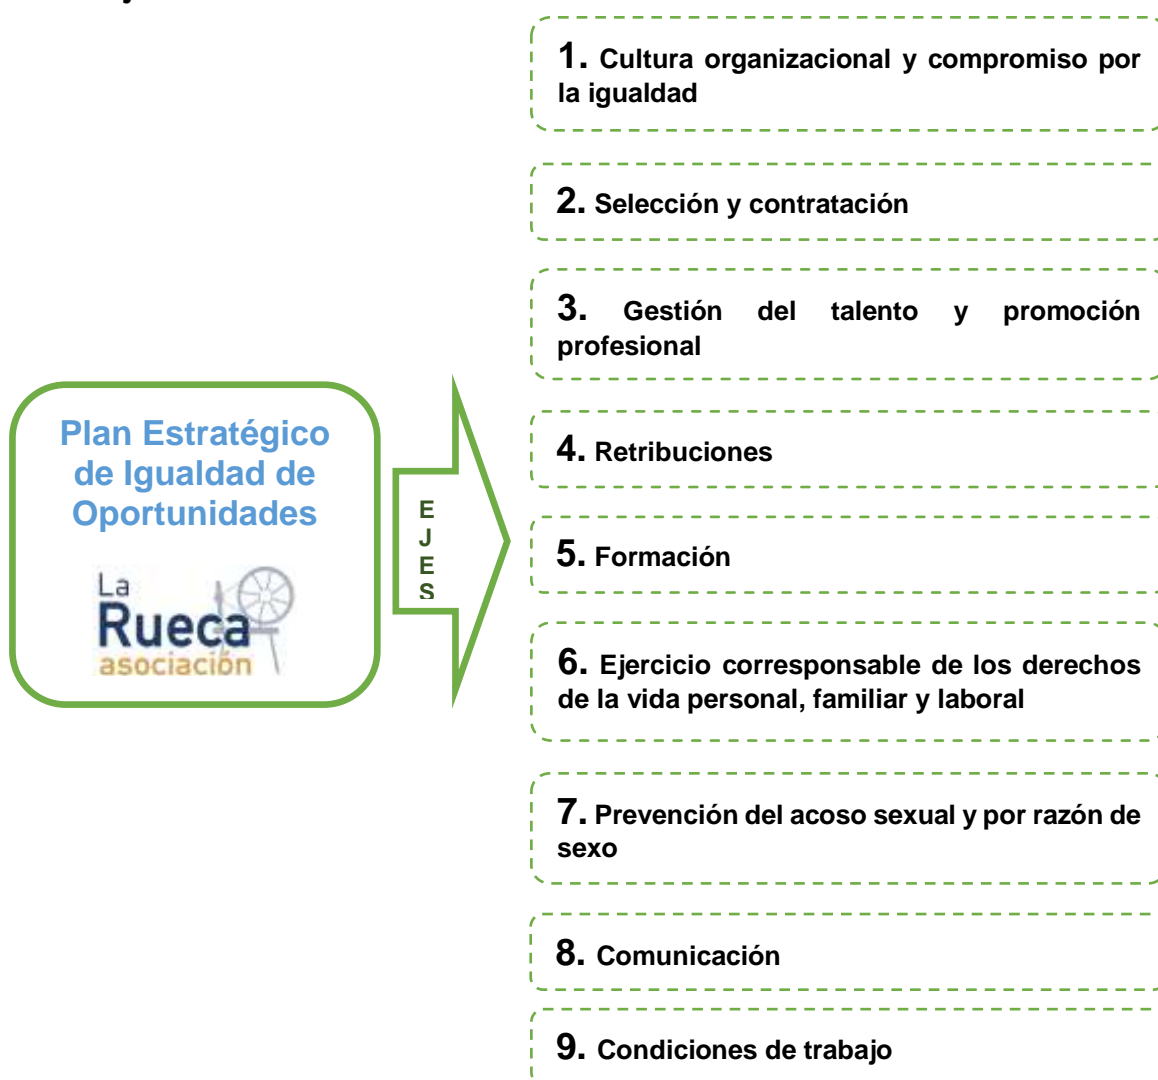 Plan Estratégico
de Igualdad de
Oportunidades
La
Rueca
asociación
E
J
E
S
1. Cultura organizacional y compromiso por
la igualdad
2. Selección y contratación
3. Gestión del talento y promoción
profesional
4. Retribuciones
5. Formación
6. Ejercicio corresponsable de los derechos
de la vida personal, familiar y laboral
7. Prevención del acoso sexual y por razón de
sexo
8. Comunicación
9. Condiciones de trabajo